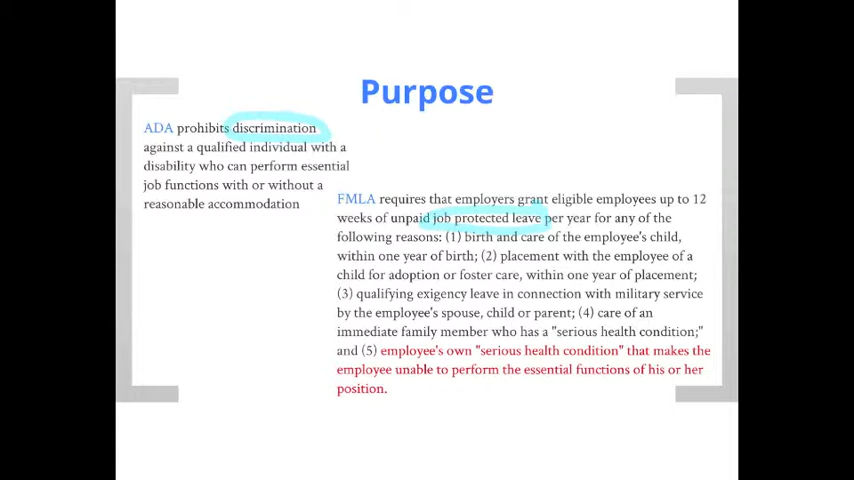 Purpose
ADA prohibits discrimination
against a qualified individual with a
disability who can perform essential
job functions with or without a
reasonable accommodation
FMLA requires that employers grant eligible employees up to 12
weeks of unpaid job protected leave per year for any of the
following reasons: (1) birth and care of the employee's child,
within one year of birth; (2) placement with the employee of a
child for adoption or foster care, within one year of placement;
(3) qualifying exigency leave in connection with military service
by the employee's spouse, child or parent; (4) care of an
immediate family member who has a "serious health condition;"
and (5) employee's own "serious health condition" that makes the
employee unable to perform the essential functions of his or her
position.